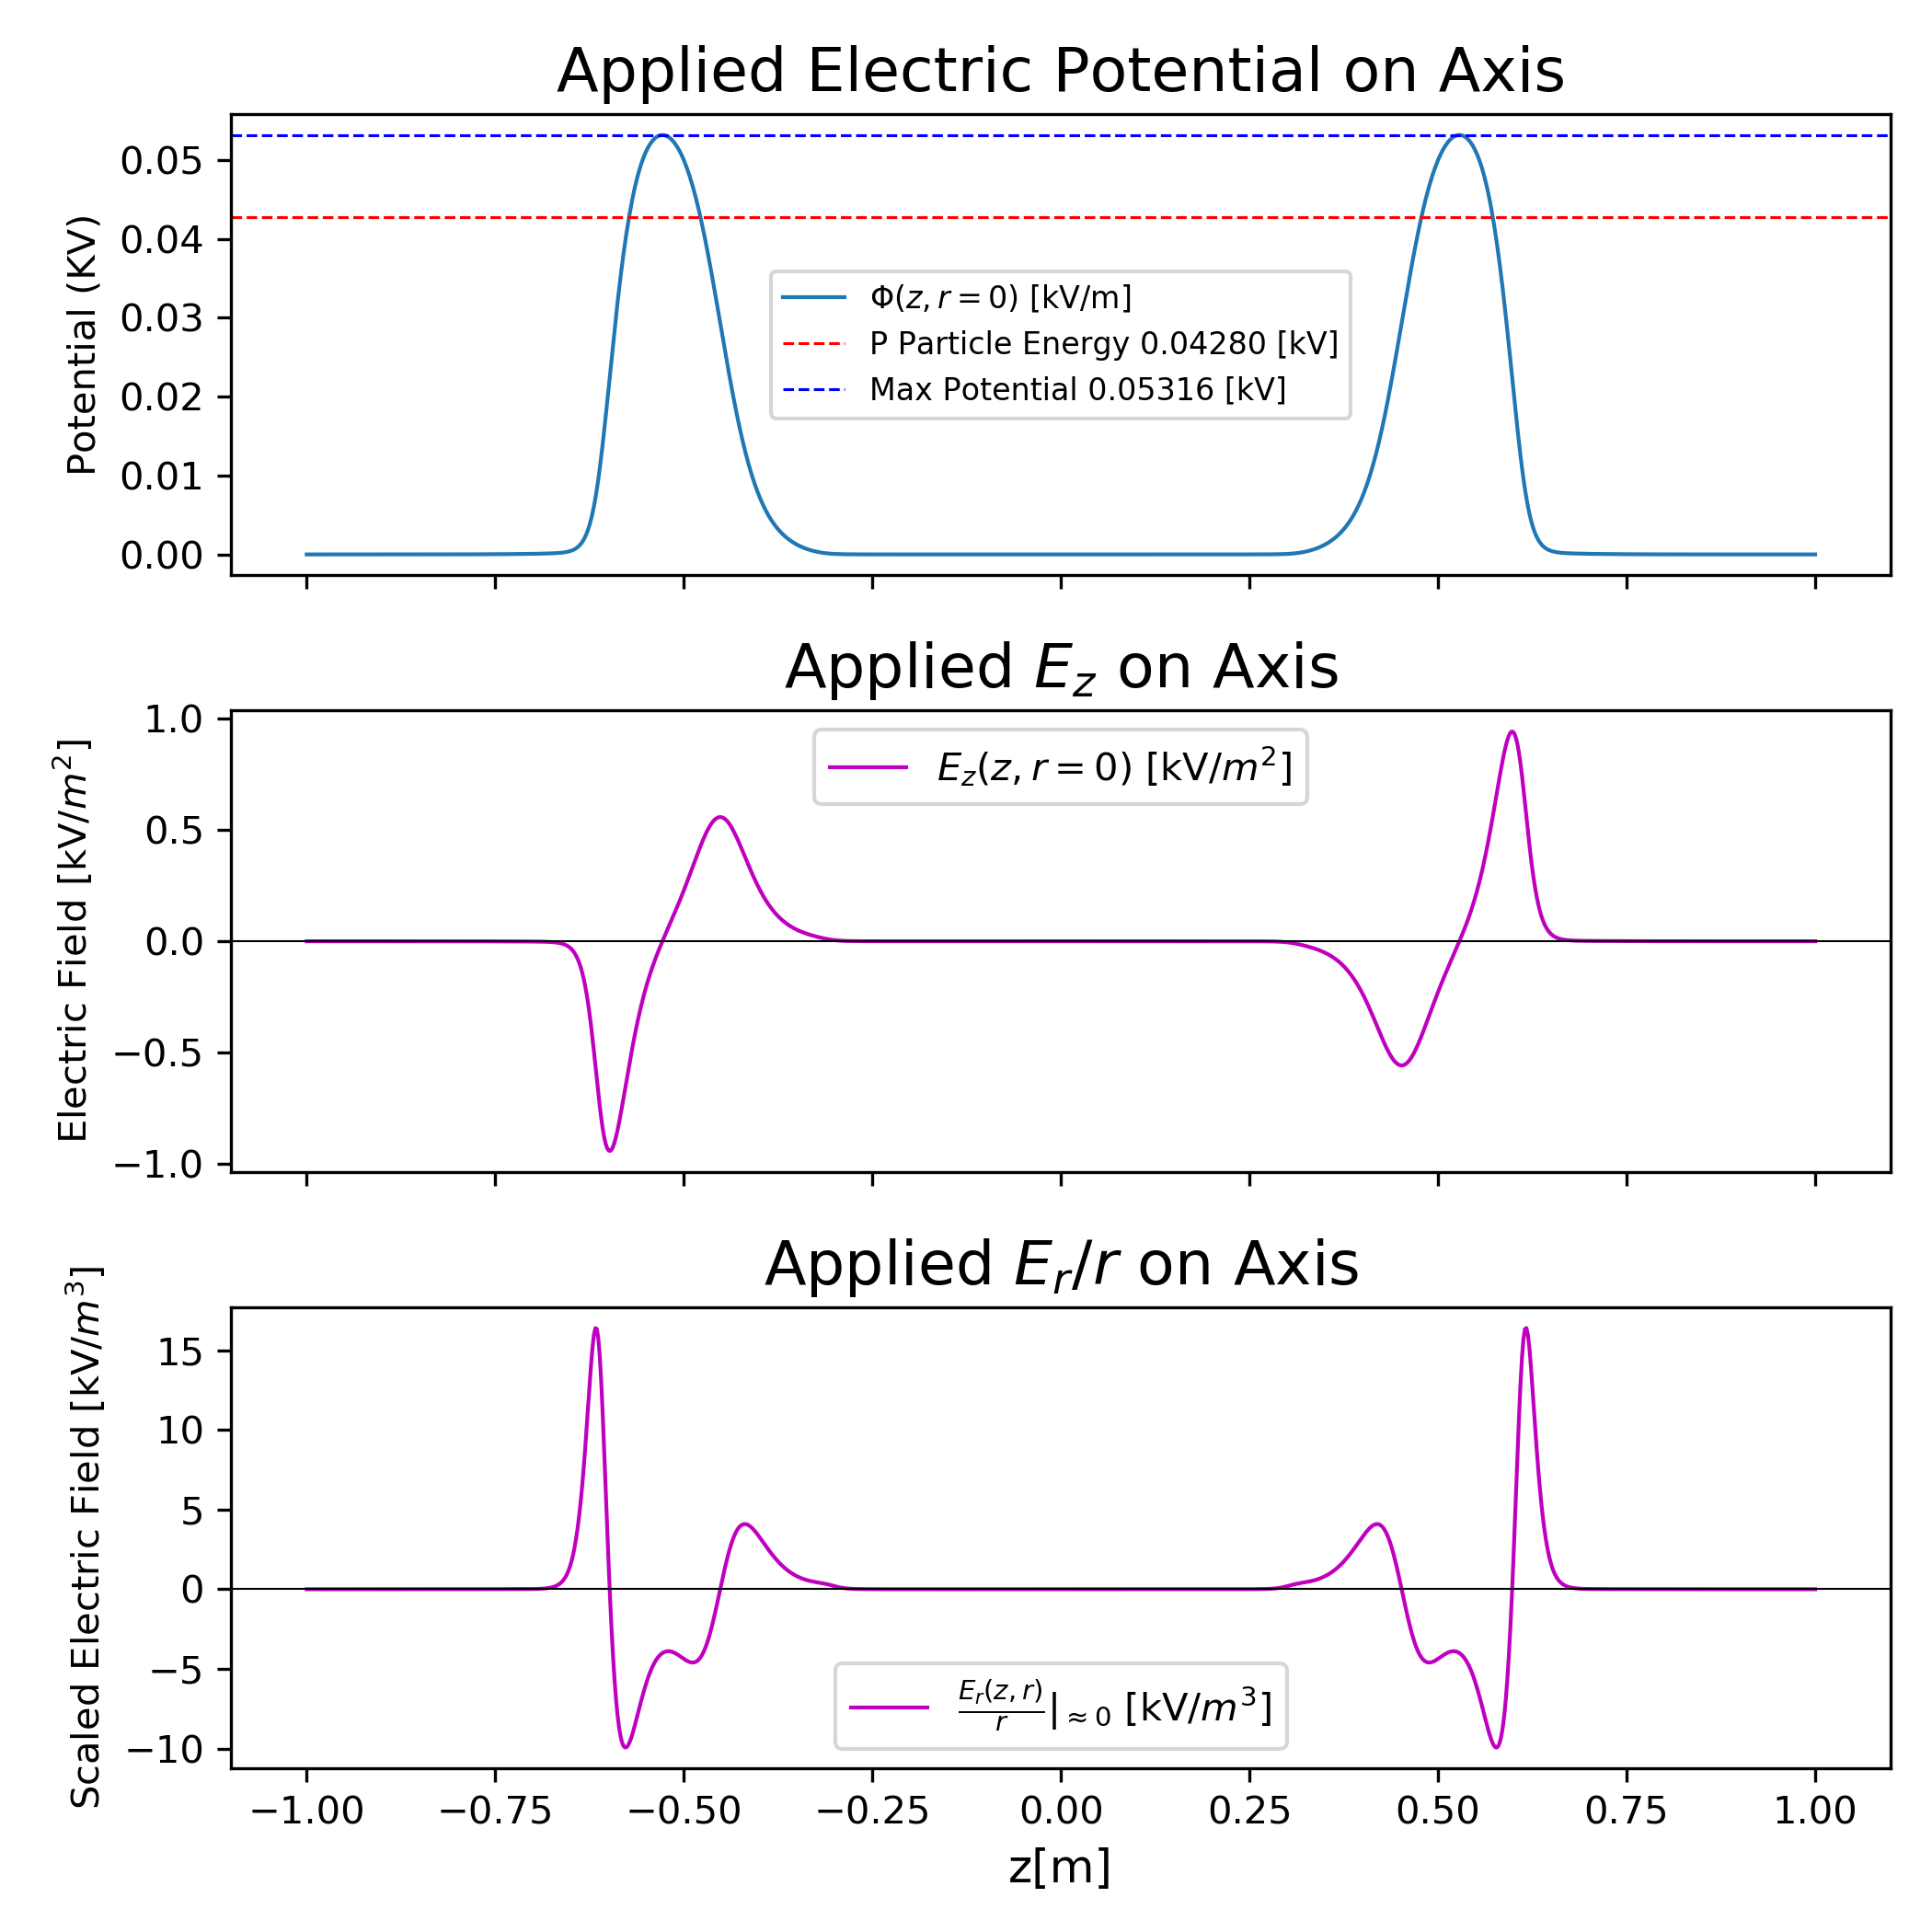 Applied Electric Potential on Axis
Potential (KV)
0.05
0.04
0.03
0.02
0.01
0.00
Φ(z, r = 0) [kV/m]
P Particle Energy 0.04280 [kV]
Max Potential 0.05316 [kV]
Applied E_z on Axis
Electric Field [kV/m²]
1.0
0.5
0.0
−0.5
−1.0
E_z(z, r = 0) [kV/m²]
Applied E_r/r on Axis
Scaled Electric Field [kV/m³]
15
10
5
0
−5
−10
E_r(z, r)/r|≈0 [kV/m³]
−1.00 −0.75 −0.50 −0.25 0.00 0.25 0.50 0.75 1.00
z[m]